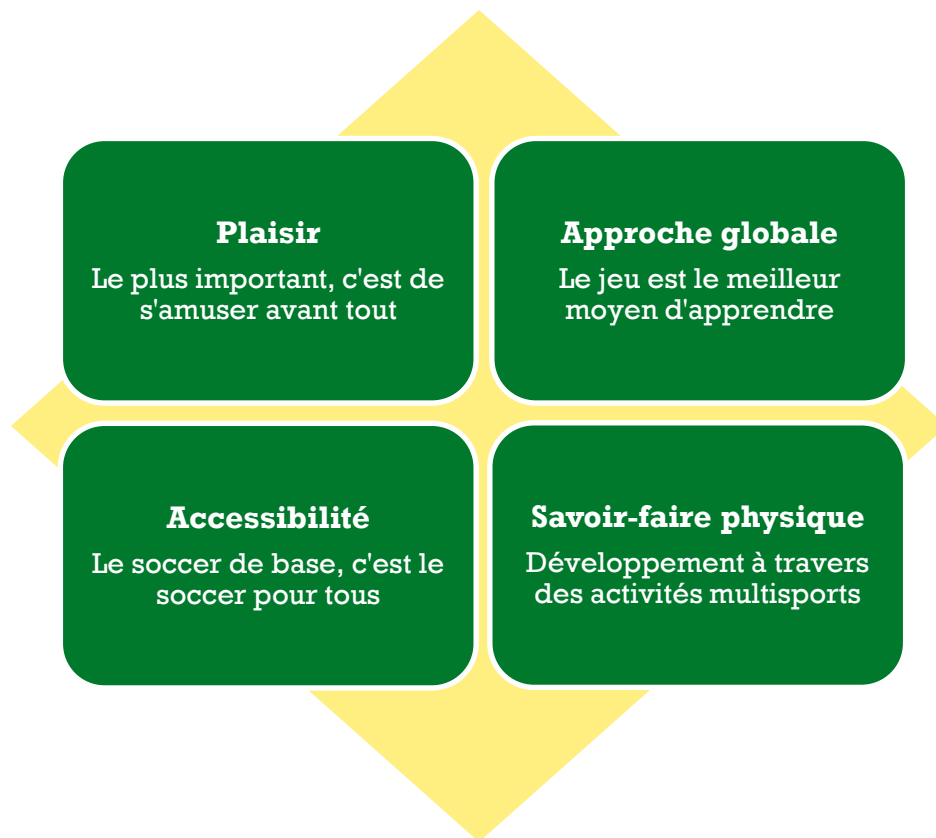 Plaisir
Le plus important, c'est de
s'amuser avant tout
Approche globale
Le jeu est le meilleur
moyen d'apprendre
Accessibilité
Le soccer de base, c'est le
soccer pour tous
Savoir-faire physique
Développement à travers
des activités multisports